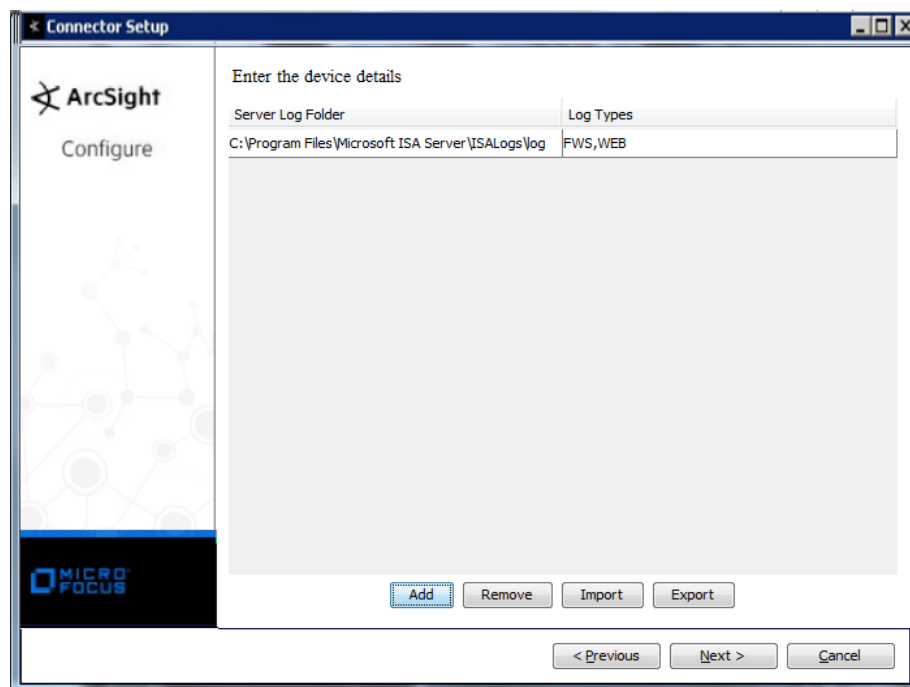 Connector Setup
ArcSight
Configure
Enter the device details
Server Log Folder Log Types
C:\Program Files\Microsoft ISA Server\ISALogs\log FWS,WEB
MICRO
FOCUS
Add Remove Import Export
< Previous Next > Cancel